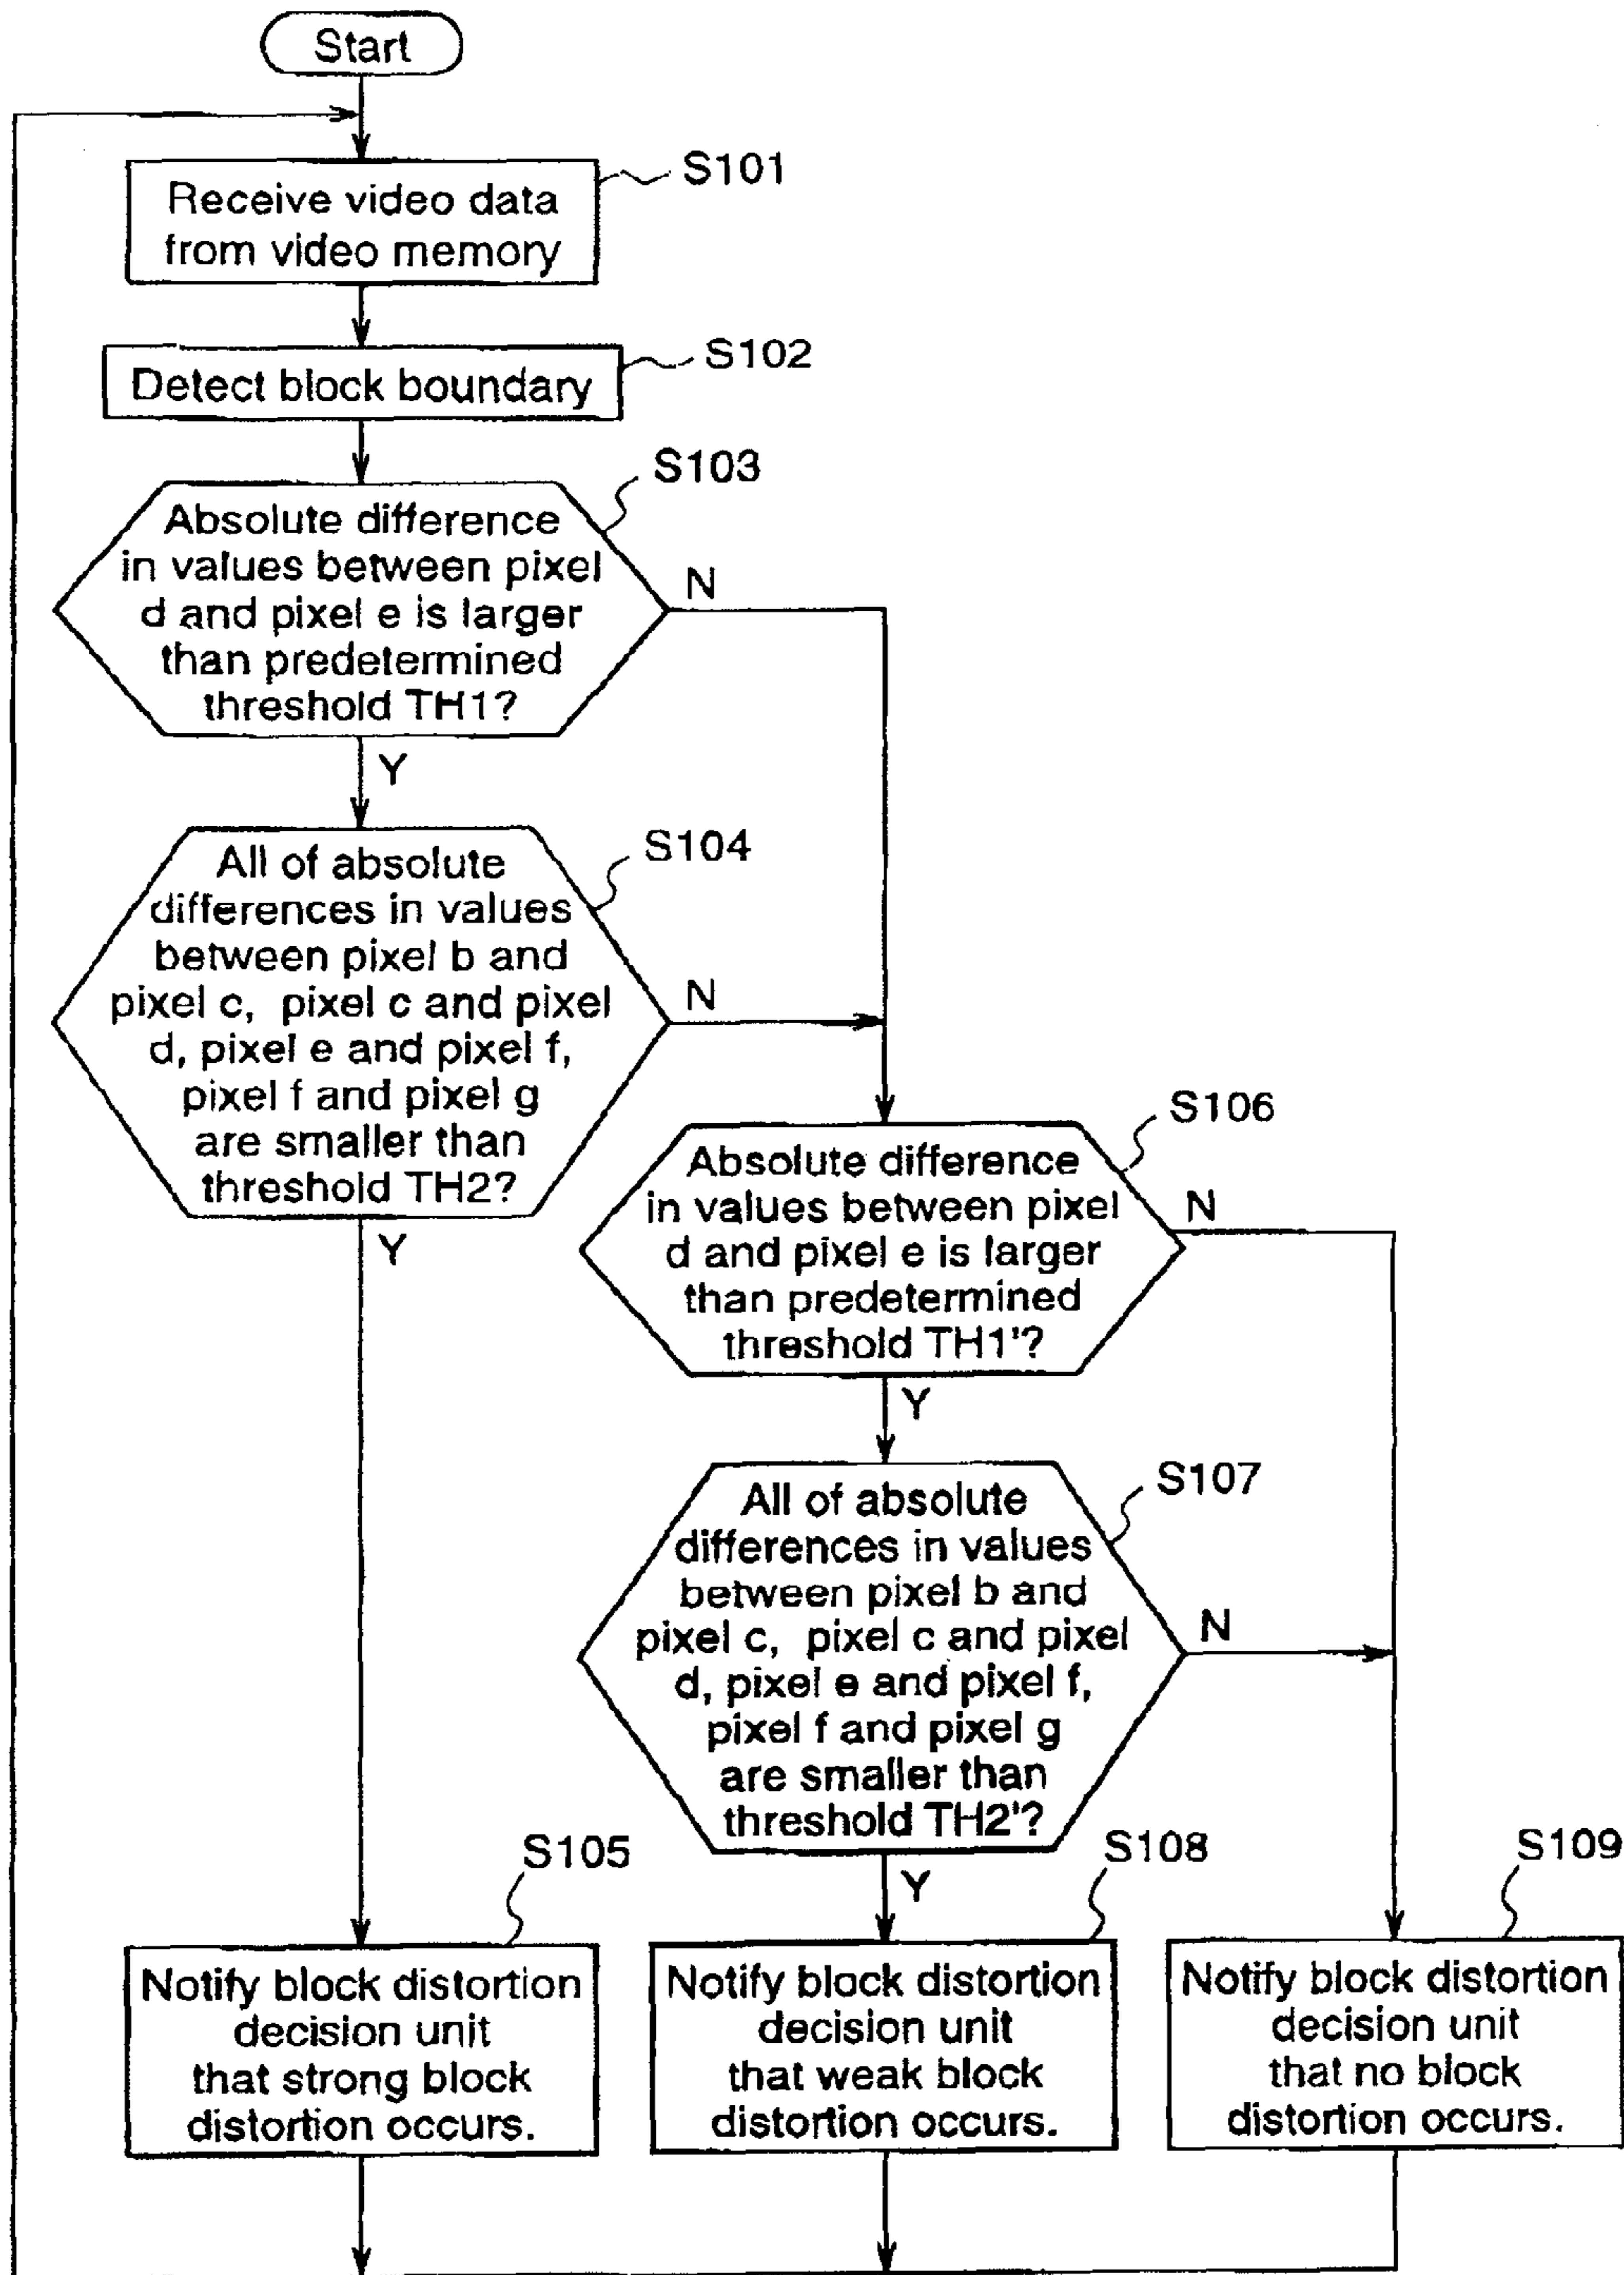 Start
S101
Receive video data
from video memory
S102
Detect block boundary
S103
Absolute difference
in values between pixel
d and pixel e is larger
than predetermined
threshold TH1?
N
Y
S104
All of absolute
differences in values
between pixel b and
pixel c, pixel c and pixel
d, pixel e and pixel f,
pixel f and pixel g
are smaller than
threshold TH2?
N
Y
S106
Absolute difference
in values between pixel
d and pixel e is larger
than predetermined
threshold TH1'?
N
Y
S107
All of absolute
differences in values
between pixel b and
pixel c, pixel c and pixel
d, pixel e and pixel f,
pixel f and pixel g
are smaller than
threshold TH2'?
N
Y
S105
Notify block distortion
decision unit
that strong block
distortion occurs.
S108
Notify block distortion
decision unit
that weak block
distortion occurs.
S109
Notify block distortion
decision unit
that no block
distortion occurs.